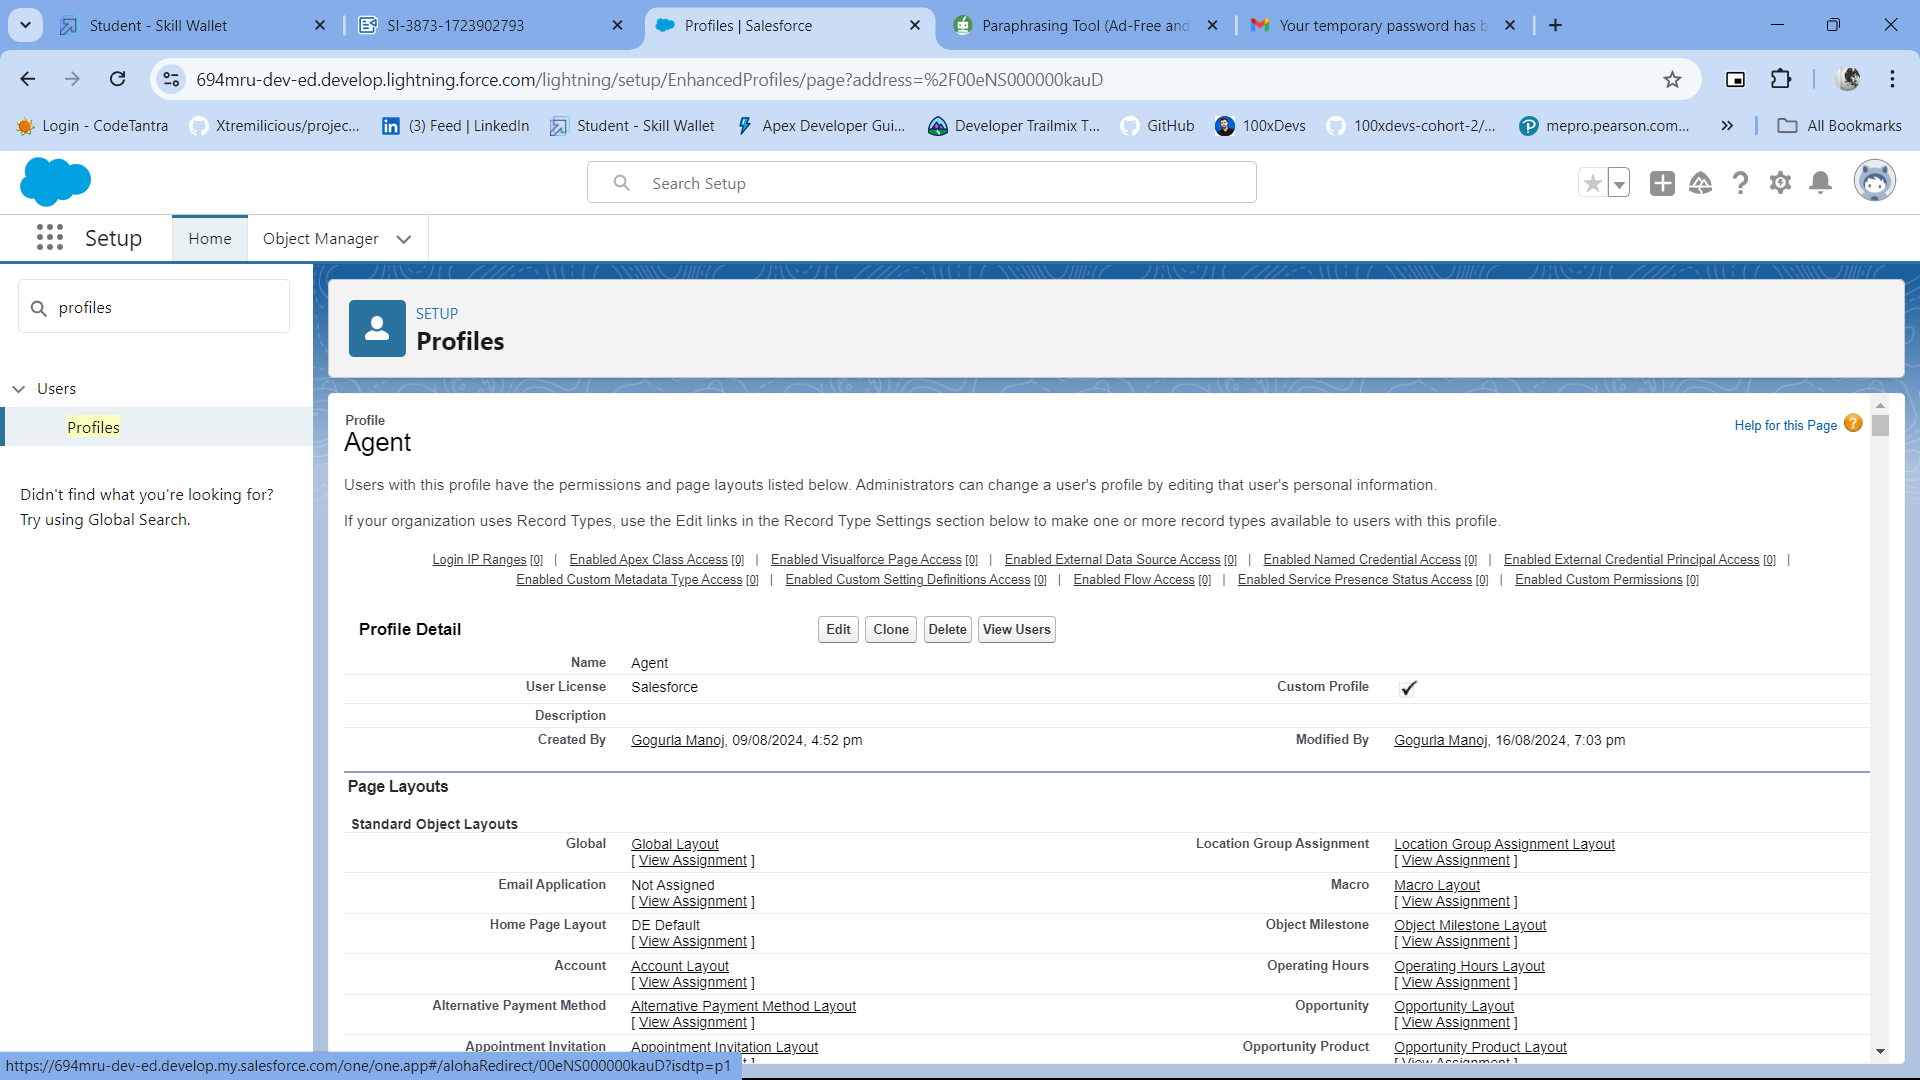 Student - Skill Wallet
SI-3873-1723902793
Profiles | Salesforce
Paraphrasing Tool (Ad-Free and
Your temporary password has b
694mru-dev-ed.develop.lightning.force.com/lightning/setup/EnhancedProfiles/page?address=%2F00eNS000000kauD
Login - CodeTantra
Xtremilicious/projec...
(3) Feed | LinkedIn
Student - Skill Wallet
Apex Developer Gui...
Developer Trailmix T...
GitHub
100xDevs
100xdevs-cohort-2/...
mepro.pearson.com...
All Bookmarks
Search Setup
Setup
Home
Object Manager
profiles
Users
Profiles
Didn't find what you're looking for?
Try using Global Search.
SETUP
Profiles
Profile
Agent
Help for this Page
Users with this profile have the permissions and page layouts listed below. Administrators can change a user's profile by editing that user's personal information.
If your organization uses Record Types, use the Edit links in the Record Type Settings section below to make one or more record types available to users with this profile.
Login IP Ranges [0] | Enabled Apex Class Access [0] | Enabled Visualforce Page Access [0] | Enabled External Data Source Access [0] | Enabled Named Credential Access [0] | Enabled External Credential Principal Access [0] |
Enabled Custom Metadata Type Access [0] | Enabled Custom Setting Definitions Access [0] | Enabled Flow Access [0] | Enabled Service Presence Status Access [0] | Enabled Custom Permissions [0]
Profile Detail
Edit Clone Delete View Users
Name Agent
User License Salesforce Custom Profile
Description
Created By Gogurla Manoj, 09/08/2024, 4:52 pm Modified By Gogurla Manoj, 16/08/2024, 7:03 pm
Page Layouts
Standard Object Layouts
Global Global Layout Location Group Assignment Location Group Assignment Layout
[ View Assignment ] [ View Assignment ]
Email Application Not Assigned Macro Macro Layout
[ View Assignment ] [ View Assignment ]
Home Page Layout DE Default Object Milestone Object Milestone Layout
[ View Assignment ] [ View Assignment ]
Account Account Layout Operating Hours Operating Hours Layout
[ View Assignment ] [ View Assignment ]
Alternative Payment Method Alternative Payment Method Layout Opportunity Opportunity Layout
[ View Assignment ] [ View Assignment ]
Appointment Invitation Appointment Invitation Layout Opportunity Product Opportunity Product Layout
[ View Assignment ]
https://694mru-dev-ed.develop.my.salesforce.com/one/one.app#/alohaRedirect/00eNS000000kauD?isdtp=p1